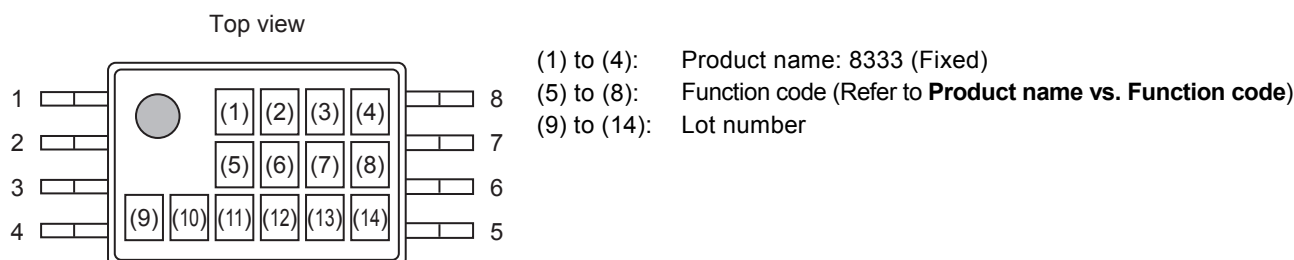 Top view
(1) to (4): Product name: 8333 (Fixed)
(5) to (8): Function code (Refer to Product name vs. Function code)
(9) to (14): Lot number
1 (1) (2) (3) (4) 8
2 7
(5) (6) (7) (8)
3 6
(9) (10) (11) (12) (13) (14)
4 5